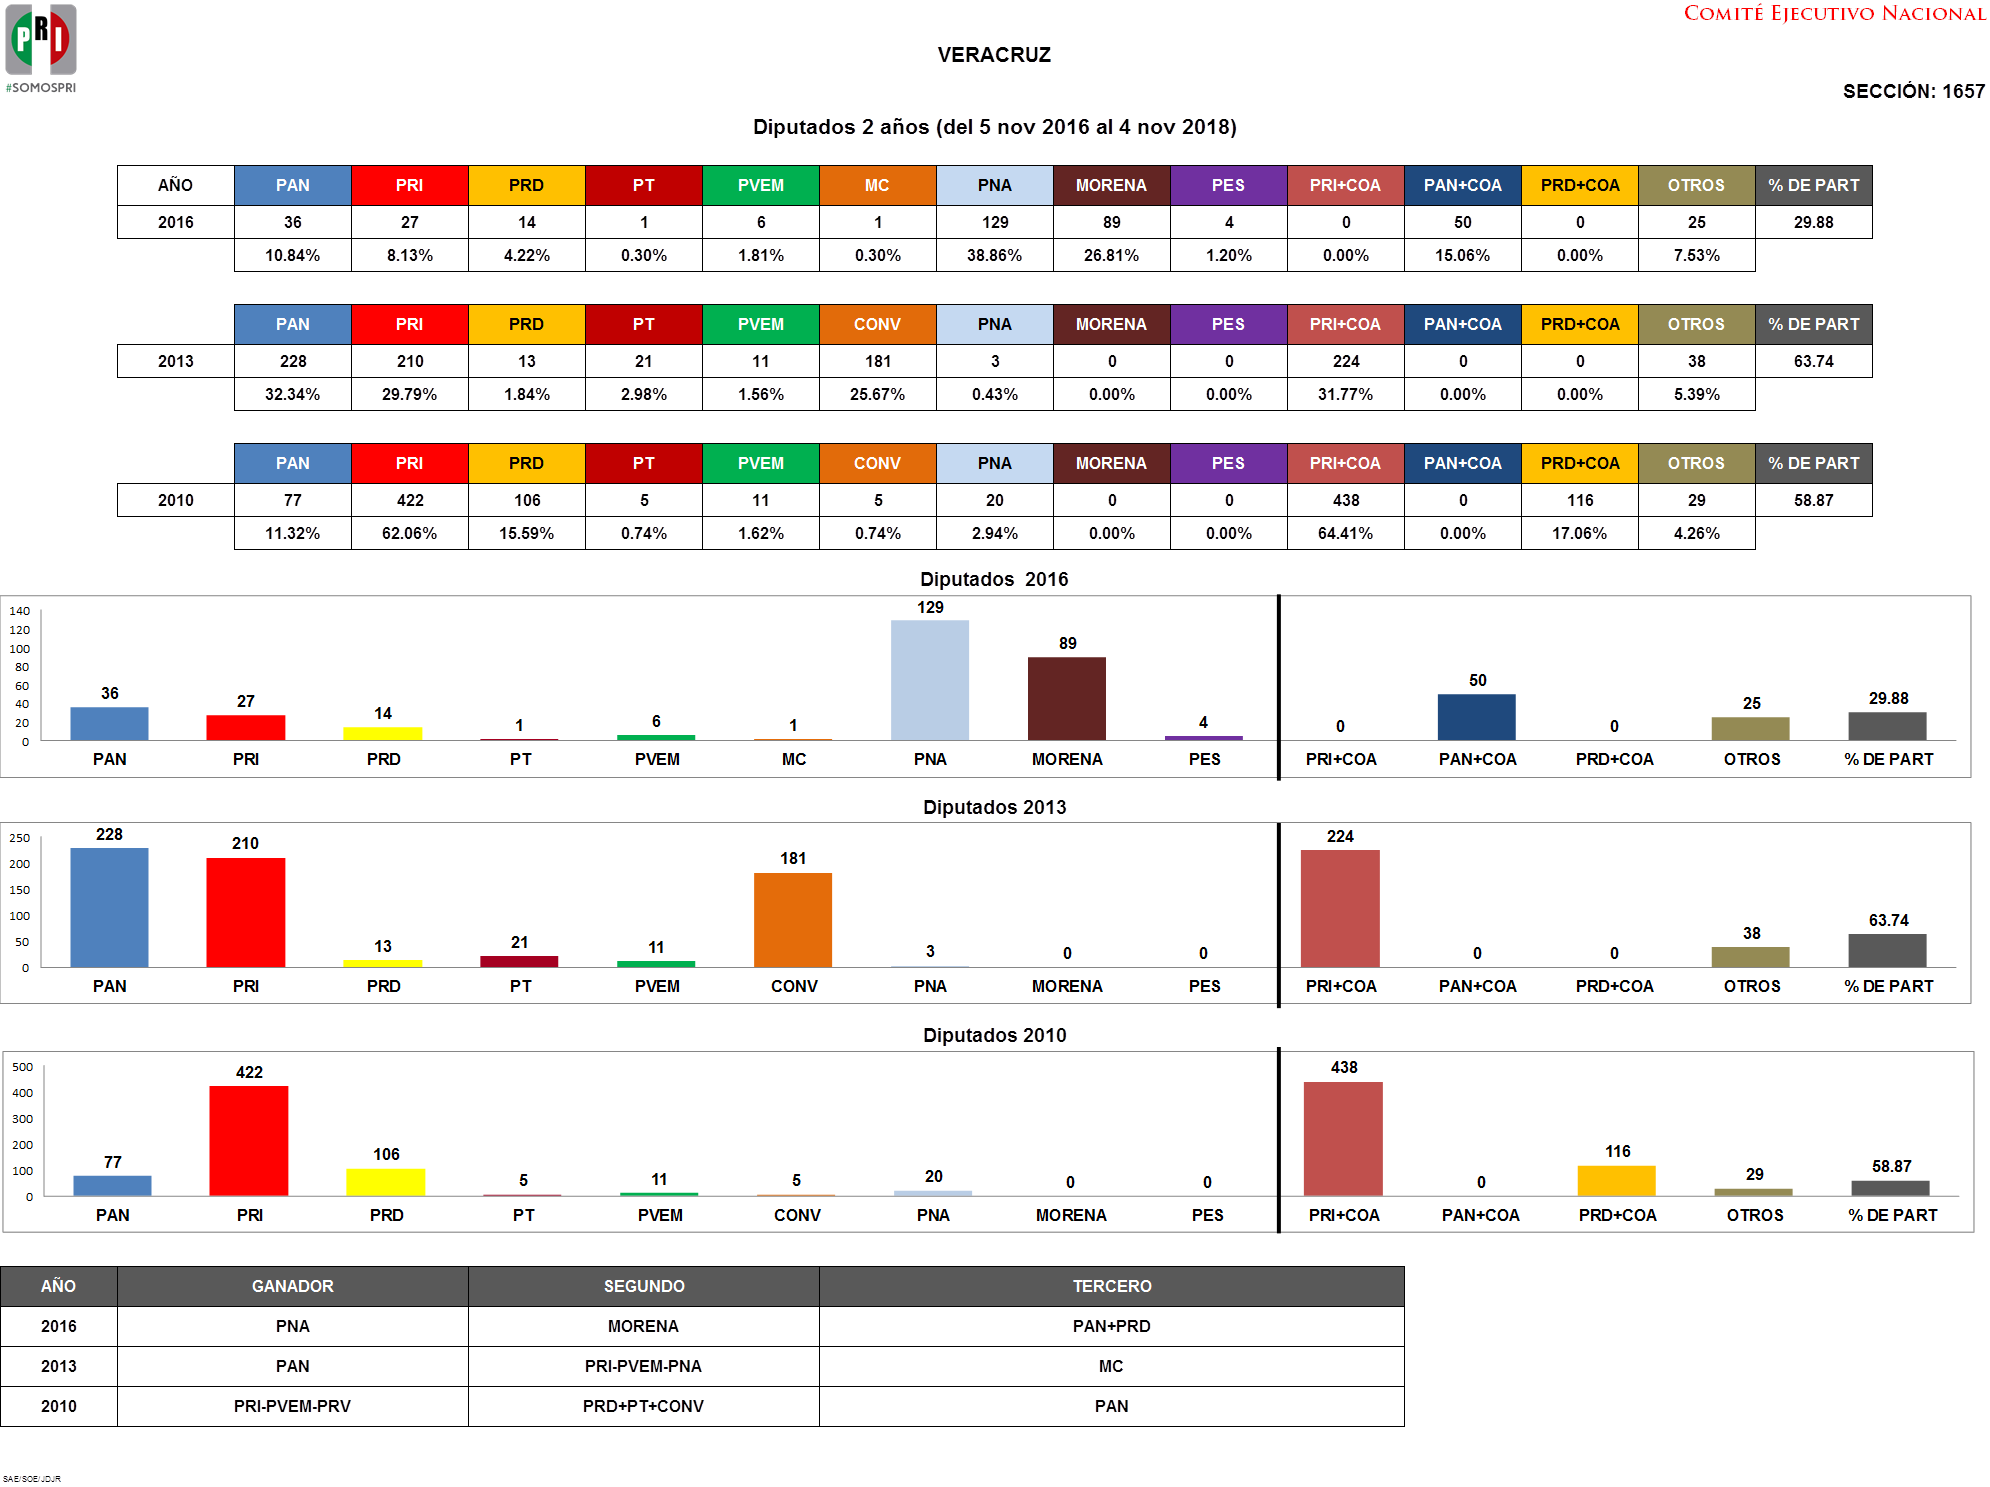 PRI
#SOMOSPRI
COMITÉ EJECUTIVO NACIONAL
VERACRUZ
SECCIÓN: 1657
Diputados 2 años (del 5 nov 2016 al 4 nov 2018)
AÑO PAN PRI PRD PT PVEM MC PNA MORENA PES PRI+COA PAN+COA PRD+COA OTROS % DE PART
2016 36 27 14 1 6 1 129 89 4 0 50 0 25 29.88
10.84% 8.13% 4.22% 0.30% 1.81% 0.30% 38.86% 26.81% 1.20% 0.00% 15.06% 0.00% 7.53%
PAN PRI PRD PT PVEM CONV PNA MORENA PES PRI+COA PAN+COA PRD+COA OTROS % DE PART
2013 228 210 13 21 11 181 3 0 0 224 0 0 38 63.74
32.34% 29.79% 1.84% 2.98% 1.56% 25.67% 0.43% 0.00% 0.00% 31.77% 0.00% 0.00% 5.39%
PAN PRI PRD PT PVEM CONV PNA MORENA PES PRI+COA PAN+COA PRD+COA OTROS % DE PART
2010 77 422 106 5 11 5 20 0 0 438 0 116 29 58.87
11.32% 62.06% 15.59% 0.74% 1.62% 0.74% 2.94% 0.00% 0.00% 64.41% 0.00% 17.06% 4.26%
Diputados 2016
140
120
100
80
60
40
20
0
36 27 14 1 6 1 129 89 4 0 50 0 25 29.88
PAN PRI PRD PT PVEM MC PNA MORENA PES PRI+COA PAN+COA PRD+COA OTROS % DE PART
Diputados 2013
250
200
150
100
50
0
228 210 13 21 11 181 3 0 0 224 0 0 38 63.74
PAN PRI PRD PT PVEM CONV PNA MORENA PES PRI+COA PAN+COA PRD+COA OTROS % DE PART
Diputados 2010
500
400
300
200
100
0
77 422 106 5 11 5 20 0 0 438 0 116 29 58.87
PAN PRI PRD PT PVEM CONV PNA MORENA PES PRI+COA PAN+COA PRD+COA OTROS % DE PART
AÑO GANADOR SEGUNDO TERCERO
2016 PNA MORENA PAN+PRD
2013 PAN PRI-PVEM-PNA MC
2010 PRI-PVEM-PRV PRD+PT+CONV PAN
SAE/SOE/JDJR